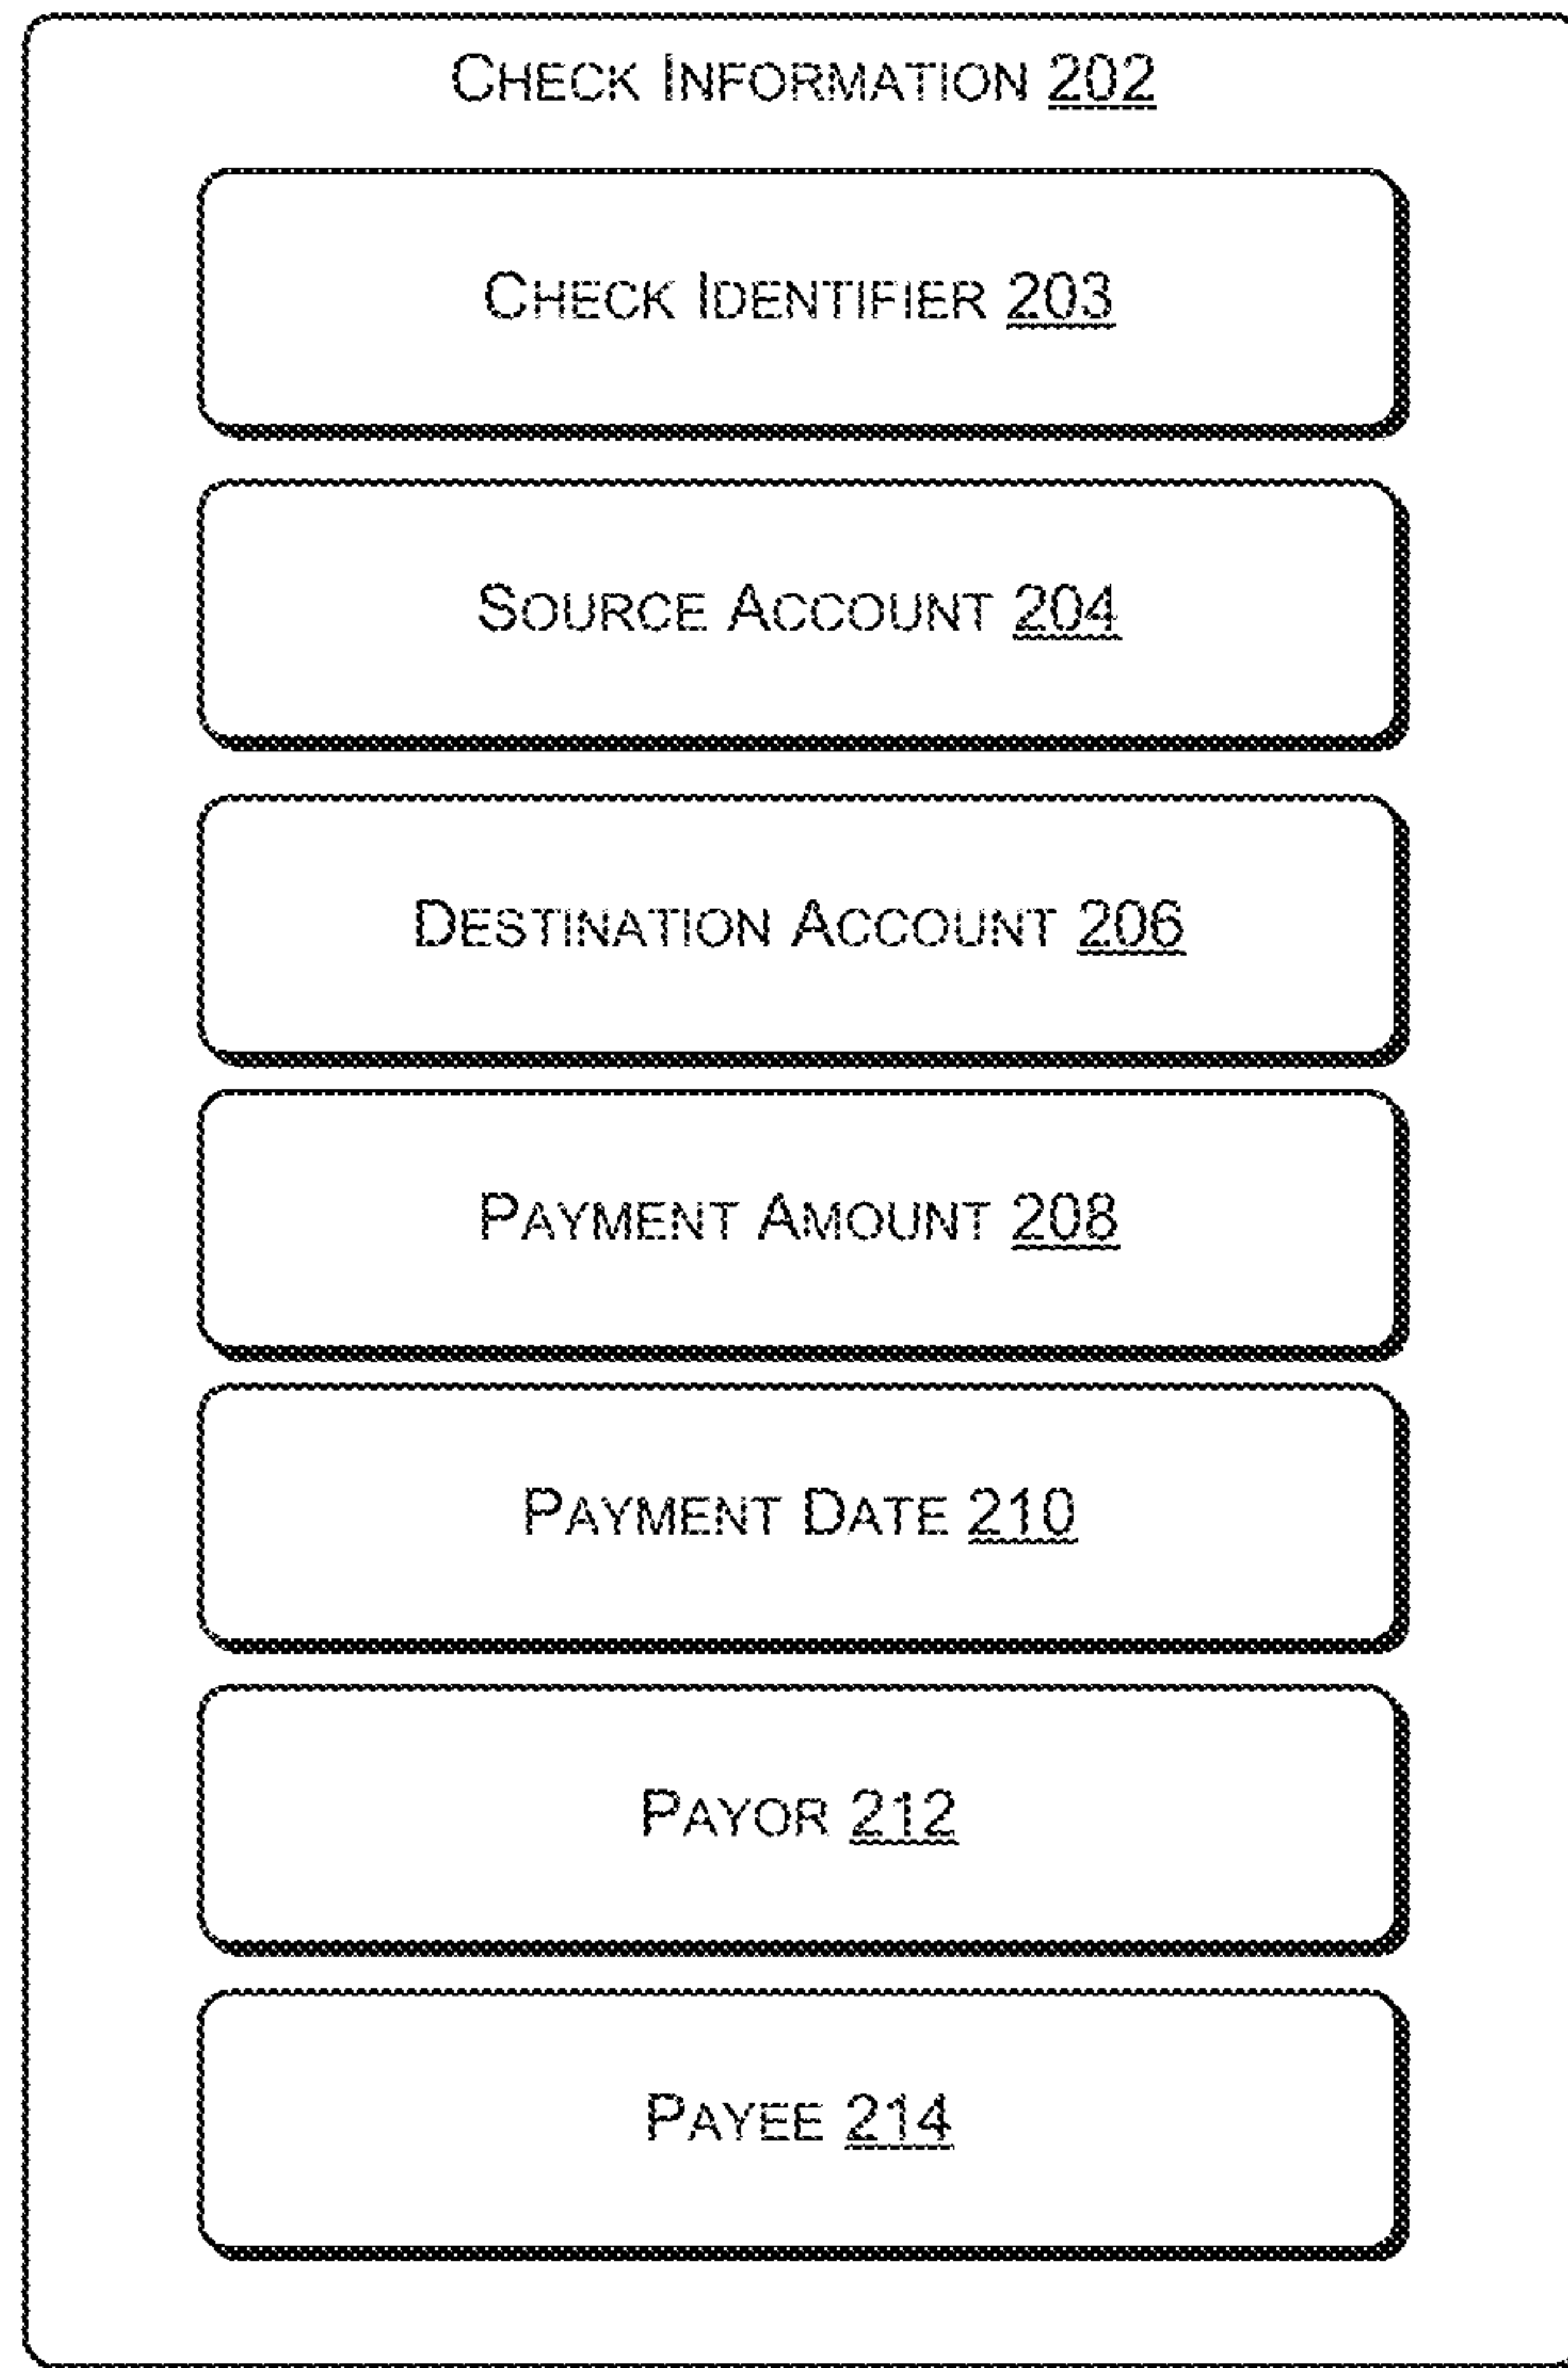 CHECK INFORMATION 202
CHECK IDENTIFIER 203
SOURCE ACCOUNT 204
DESTINATION ACCOUNT 206
PAYMENT AMOUNT 208
PAYMENT DATE 210
PAYOR 212
PAYEE 214